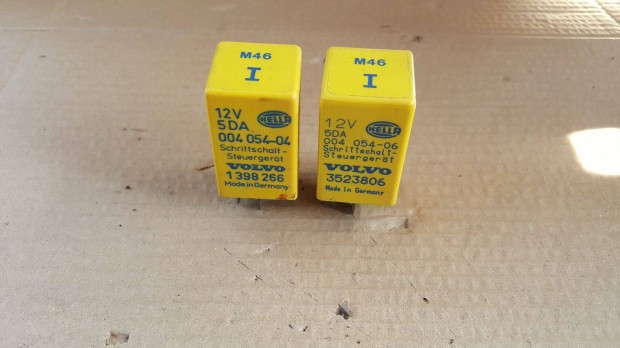 M46
I
12V
5DA
HELLA
004 054-04
Schrittschalt-
Steuergerät
VOLVO
1 398 266
Made in Germany
M46
I
12V
5DA
HELLA
004 054-06
Schrittschalt-
Steuergerät
VOLVO
3523806
Made in Germany